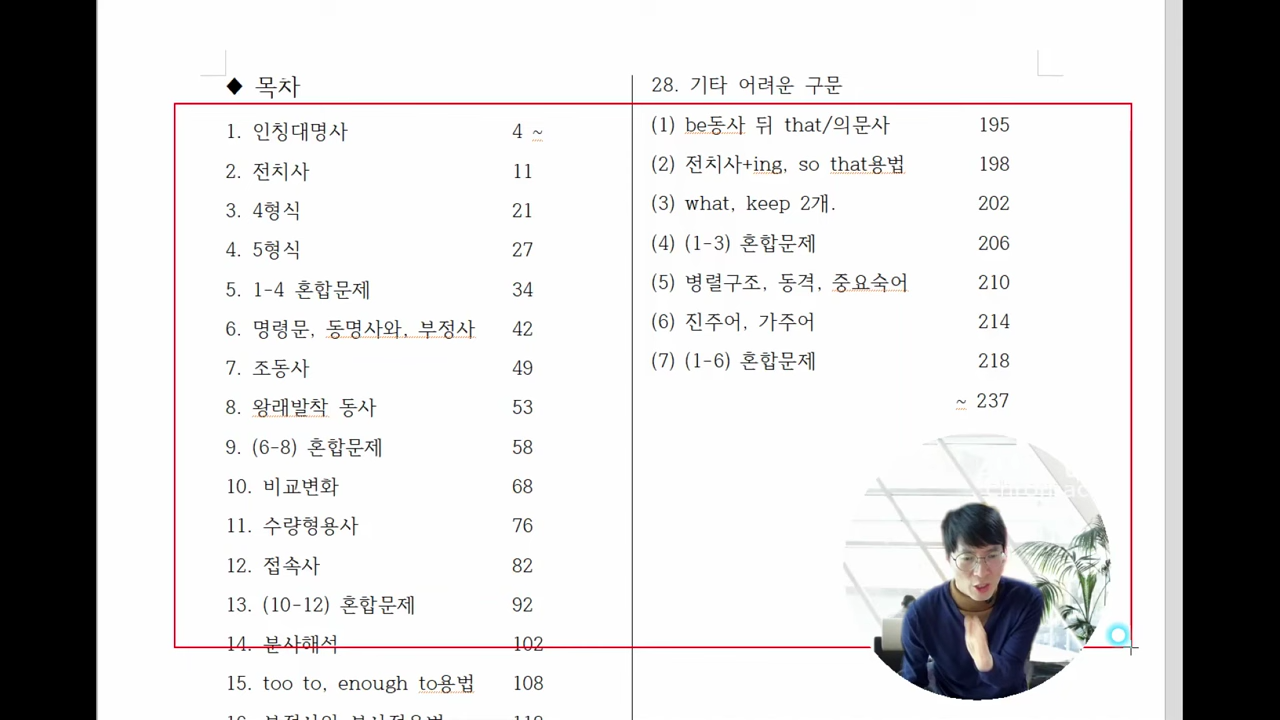 ◆ 목차
1. 인칭대명사 4 ~
2. 전치사 11
3. 4형식 21
4. 5형식 27
5. 1-4 혼합문제 34
6. 명령문, 동명사와, 부정사 42
7. 조동사 49
8. 왕래발착 동사 53
9. (6-8) 혼합문제 58
10. 비교변화 68
11. 수량형용사 76
12. 접속사 82
13. (10-12) 혼합문제 92
14. 분사해석 102
15. too to, enough to용법 108
28. 기타 어려운 구문
(1) be동사 뒤 that/의문사 195
(2) 전치사+ing, so that용법 198
(3) what, keep 2개. 202
(4) (1-3) 혼합문제 206
(5) 병렬구조, 동격, 중요숙어 210
(6) 진주어, 가주어 214
(7) (1-6) 혼합문제 218
~ 237